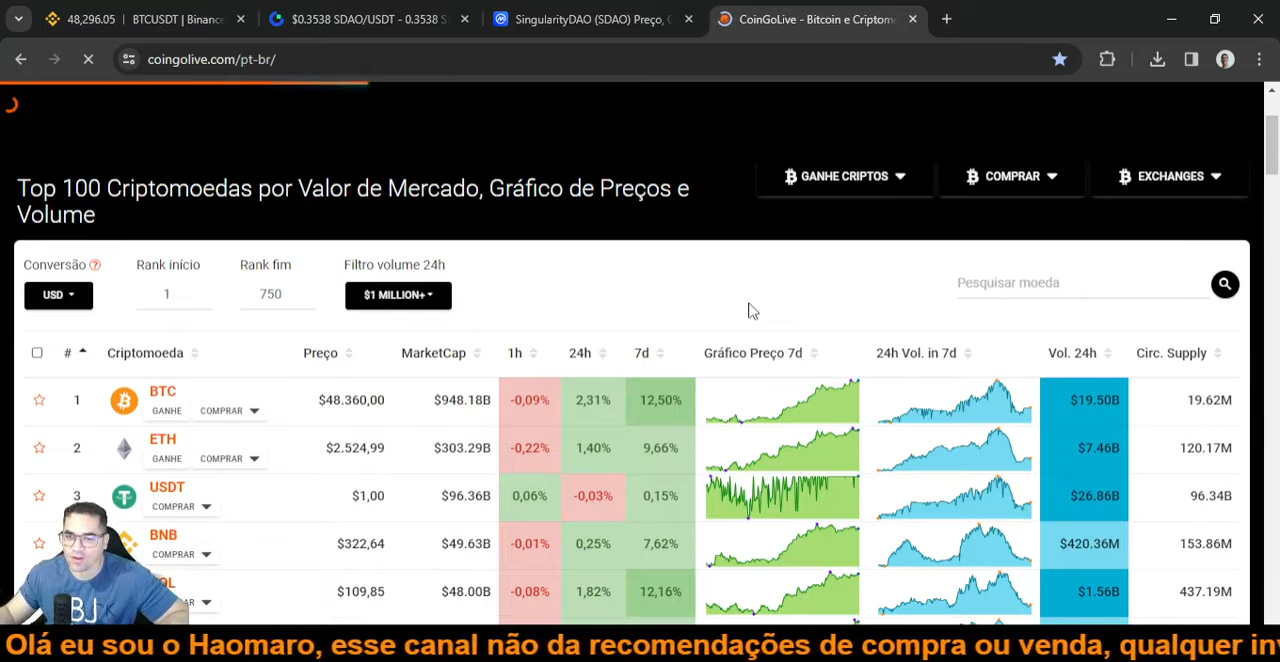 48,296.05 | BTCUSDT | Binanc
$0.3538 SDAO/USDT - 0.3538 S
SingularityDAO (SDAO) Preço,
CoinGoLive - Bitcoin e Criptom
coingolive.com/pt-br/
Top 100 Criptomoedas por Valor de Mercado, Gráfico de Preços e
Volume
GANHE CRIPTOS
COMPRAR
EXCHANGES
Conversão ? Rank início Rank fim Filtro volume 24h
USD 1 750 $1 MILLION+ Pesquisar moeda
# Criptomoeda Preço MarketCap 1h 24h 7d Gráfico Preço 7d 24h Vol. in 7d Vol. 24h Circ. Supply
BTC
1 $48.360,00 $948.18B -0,09% 2,31% 12,50% $19.50B 19.62M
GANHE COMPRAR
ETH
2 $2.524,99 $303.29B -0,22% 1,40% 9,66% $7.46B 120.17M
GANHE COMPRAR
USDT
3 $1,00 $96.36B 0,06% -0,03% 0,15% $26.86B 96.34B
COMPRAR
BNB
$322,64 $49.63B -0,01% 0,25% 7,62% $420.36M 153.86M
COMPRAR
$109,85 $48.00B -0,08% 1,82% 12,16% $1.56B 437.19M
BJ
Olá eu sou o Haomaro, esse canal não da recomendações de compra ou venda, qualquer in